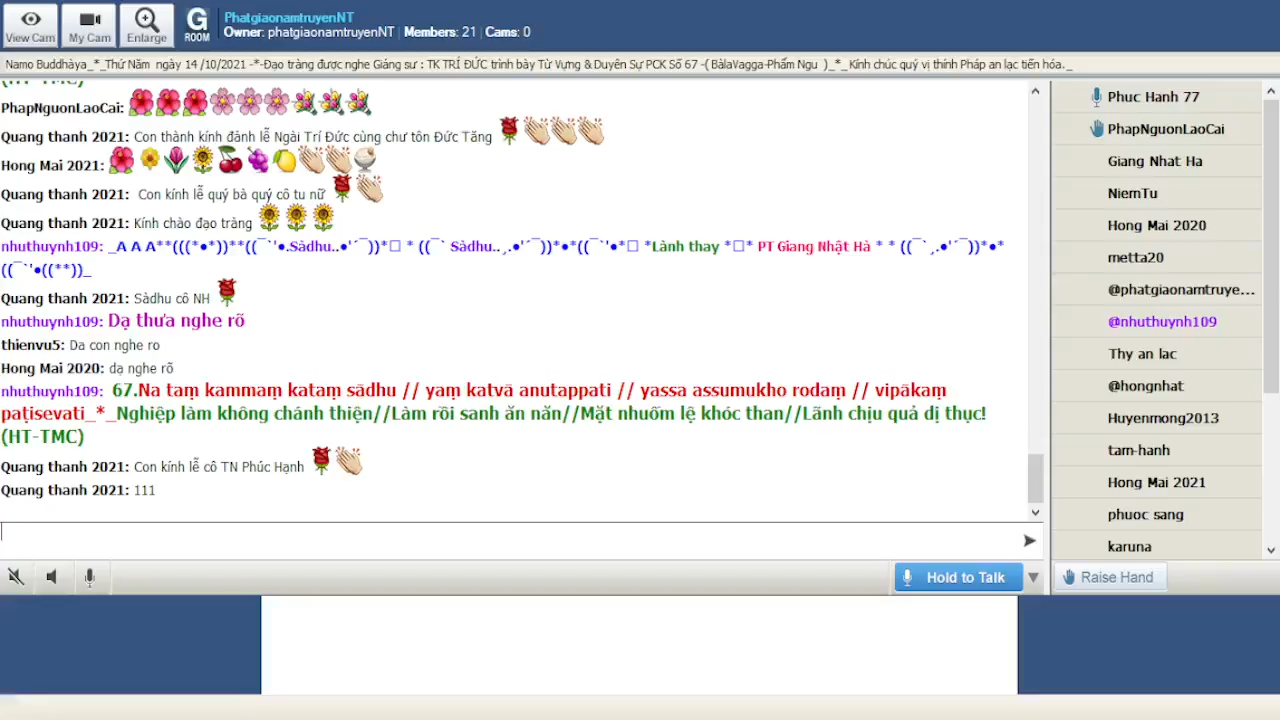 PhatgiaonamtruyenNT
Owner: phatgiaonamtruyenNT | Members: 21 | Cams: 0
View Cam My Cam Enlarge G ROOM
Namo Buddhàya_*_Thứ Năm ngày 14 /10/2021 -*-Đạo tràng được nghe Giảng sư : TK TRÍ ĐỨC trình bày Từ Vựng & Duyên Sự PCK Số 67 -( BàlaVagga-Phẩm Ngu )_*_ Kính chúc quý vị thính Pháp an lạc tiến hóa._
(HT-TMC)
PhapNguonLaoCai:
Quang thanh 2021: Con thành kính đảnh lễ Ngài Trí Đức cùng chư tôn Đức Tăng
Hong Mai 2021:
Quang thanh 2021: Con kính lễ quý bà quý cô tu nữ
Quang thanh 2021: Kính chào đạo tràng
nhuthuynh109: _A A A**(((*●*))**((¯`'●.Sàdhu..●'´¯))*□ * ((¯` Sàdhu..¸.●'´¯))*●*((¯`'●*□ *Lành thay *□* PT Giang Nhật Hà * * ((¯`¸.●'´¯))*●*
((¯`'●((**))_
Quang thanh 2021: Sàdhu cô NH
nhuthuynh109: Dạ thưa nghe rõ
thienvu5: Da con nghe ro
Hong Mai 2020: dạ nghe rõ
nhuthuynh109: 67.Na taṃ kammaṃ kataṃ sādhu // yaṃ katvā anutappati // yassa assumukho rodaṃ // vipākaṃ
paṭisevati_*_Nghiệp làm không chánh thiện//Làm rồi sanh ăn năn//Mặt nhuốm lệ khóc than//Lãnh chịu quả dị thục!
(HT-TMC)
Quang thanh 2021: Con kính lễ cô TN Phúc Hạnh
Quang thanh 2021: 111
Hold to Talk
Phuc Hanh 77
PhapNguonLaoCai
Giang Nhat Ha
NiemTu
Hong Mai 2020
metta20
@phatgiaonamtruye...
@nhuthuynh109
Thy an lac
@hongnhat
Huyenmong2013
tam-hanh
Hong Mai 2021
phuoc sang
karuna
Raise Hand